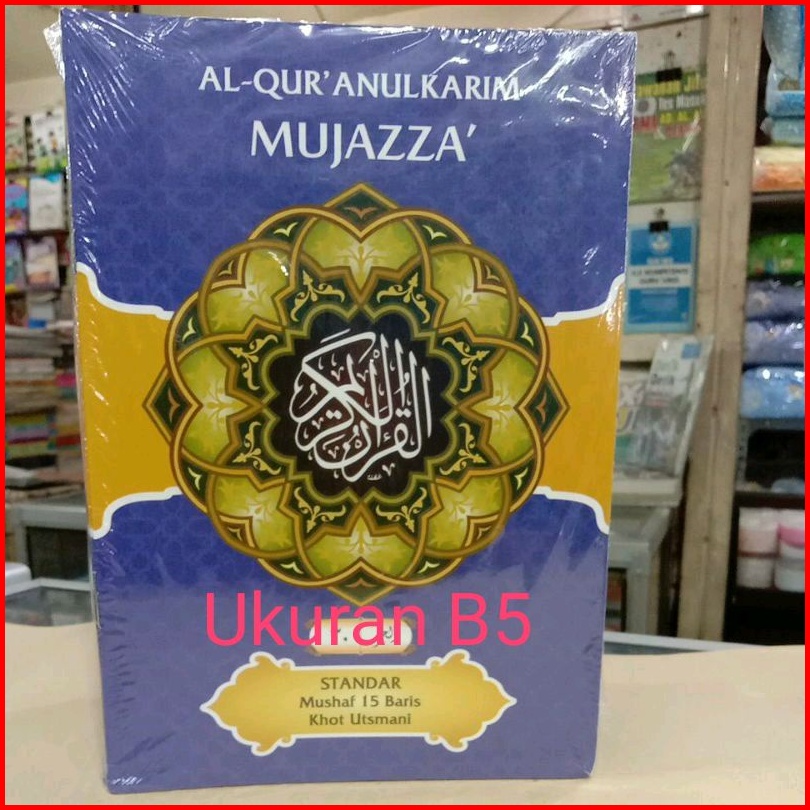 AL-QUR'ANULKARIM
MUJAZZA'
القرآن الكريم
Ukuran B5
STANDAR
Mushaf 15 Baris
Khot Utsmani